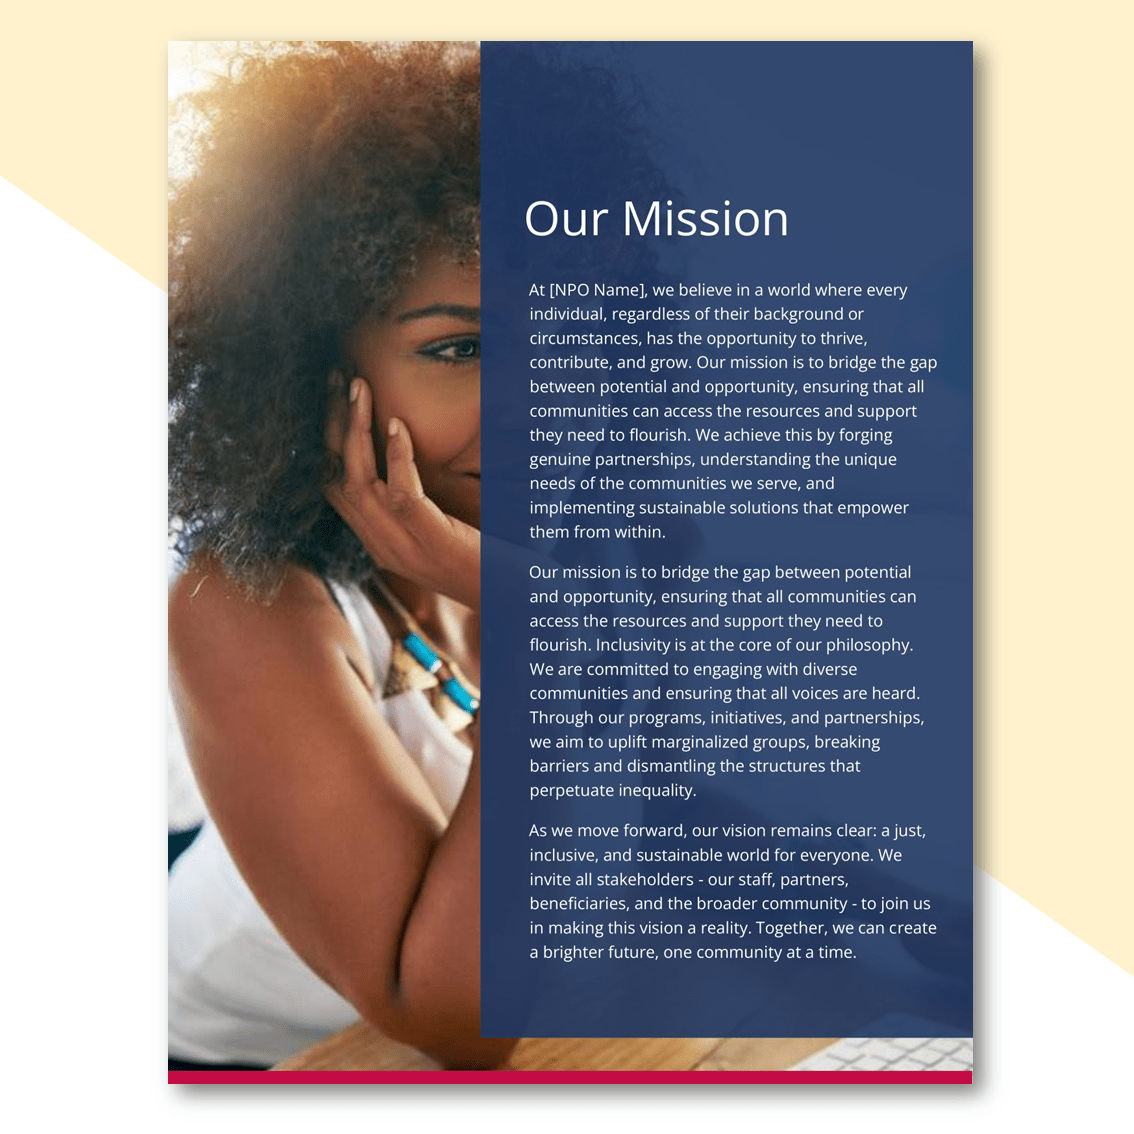 Our Mission
At [NPO Name], we believe in a world where every
individual, regardless of their background or
circumstances, has the opportunity to thrive,
contribute, and grow. Our mission is to bridge the gap
between potential and opportunity, ensuring that all
communities can access the resources and support
they need to flourish. We achieve this by forging
genuine partnerships, understanding the unique
needs of the communities we serve, and
implementing sustainable solutions that empower
them from within.
Our mission is to bridge the gap between potential
and opportunity, ensuring that all communities can
access the resources and support they need to
flourish. Inclusivity is at the core of our philosophy.
We are committed to engaging with diverse
communities and ensuring that all voices are heard.
Through our programs, initiatives, and partnerships,
we aim to uplift marginalized groups, breaking
barriers and dismantling the structures that
perpetuate inequality.
As we move forward, our vision remains clear: a just,
inclusive, and sustainable world for everyone. We
invite all stakeholders - our staff, partners,
beneficiaries, and the broader community - to join us
in making this vision a reality. Together, we can create
a brighter future, one community at a time.